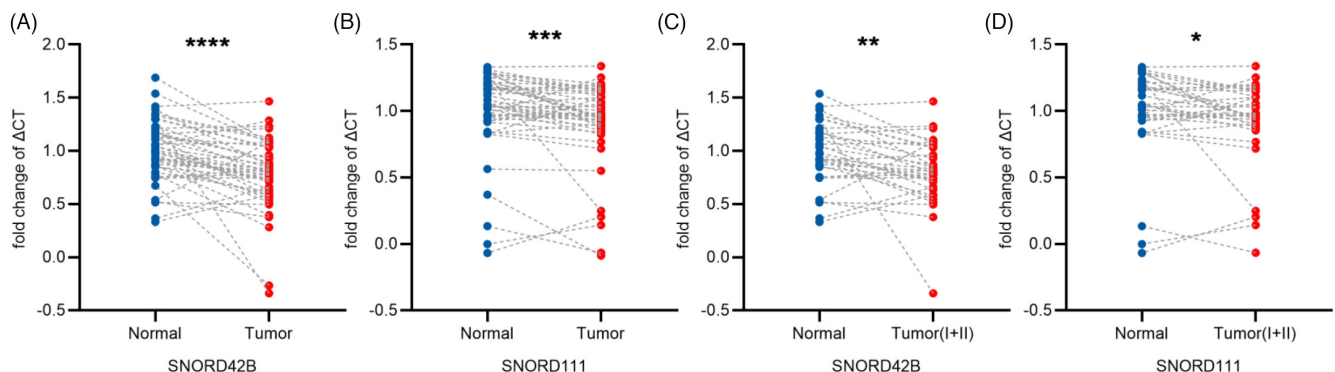 (A)
****
fold change of ΔCT
2.0
1.5
1.0
0.5
0.0
-0.5
Normal Tumor
SNORD42B
(B)
***
fold change of ΔCT
1.5
1.0
0.5
0.0
-0.5
Normal Tumor
SNORD111
(C)
**
fold change of ΔCT
2.0
1.5
1.0
0.5
0.0
-0.5
Normal Tumor(I+II)
SNORD42B
(D)
*
fold change of ΔCT
1.5
1.0
0.5
0.0
-0.5
Normal Tumor(I+II)
SNORD111